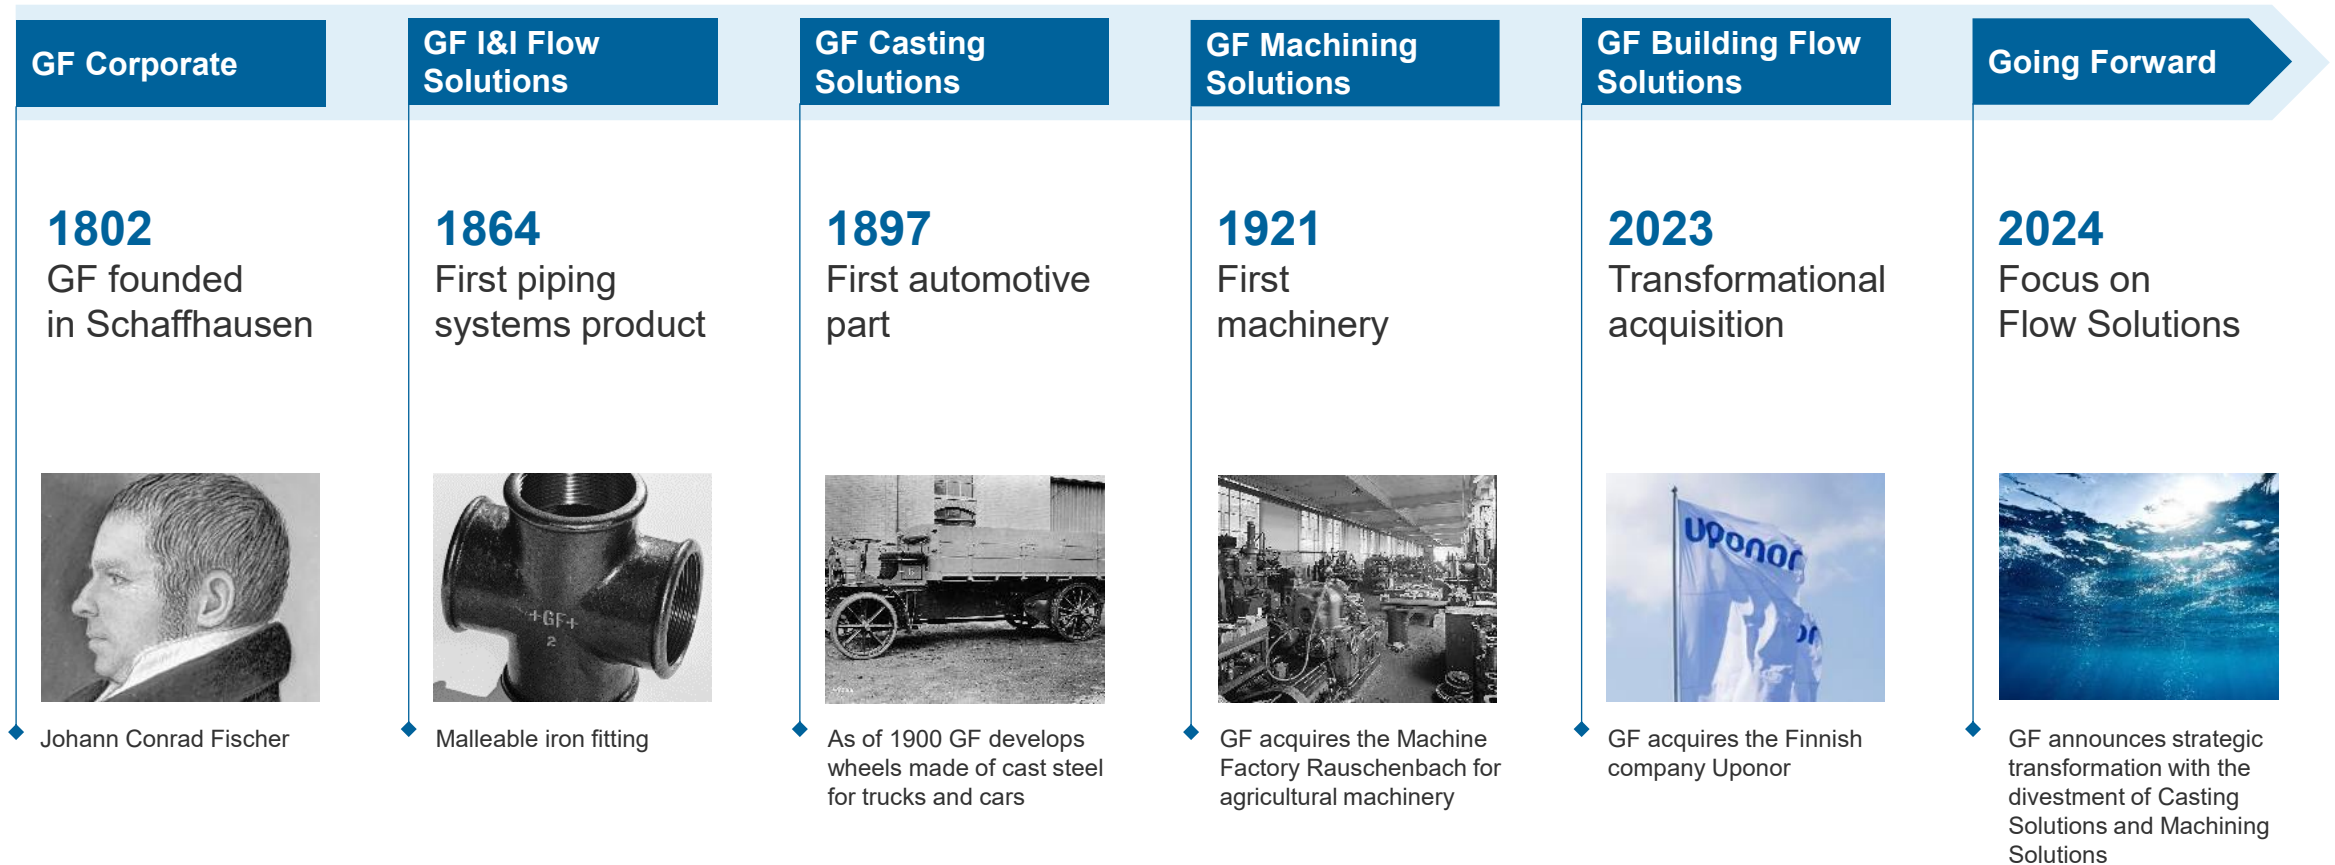 GF Corporate
GF I&I Flow
Solutions
GF Casting
Solutions
GF Machining
Solutions
GF Building Flow
Solutions
Going Forward
1802
GF founded
in Schaffhausen
1864
First piping
systems product
1897
First automotive
part
1921
First
machinery
2023
Transformational
acquisition
2024
Focus on
Flow Solutions
+GF+
2
uponor
Johann Conrad Fischer
Malleable iron fitting
As of 1900 GF develops
wheels made of cast steel
for trucks and cars
GF acquires the Machine
Factory Rauschenbach for
agricultural machinery
GF acquires the Finnish
company Uponor
GF announces strategic
transformation with the
divestment of Casting
Solutions and Machining
Solutions